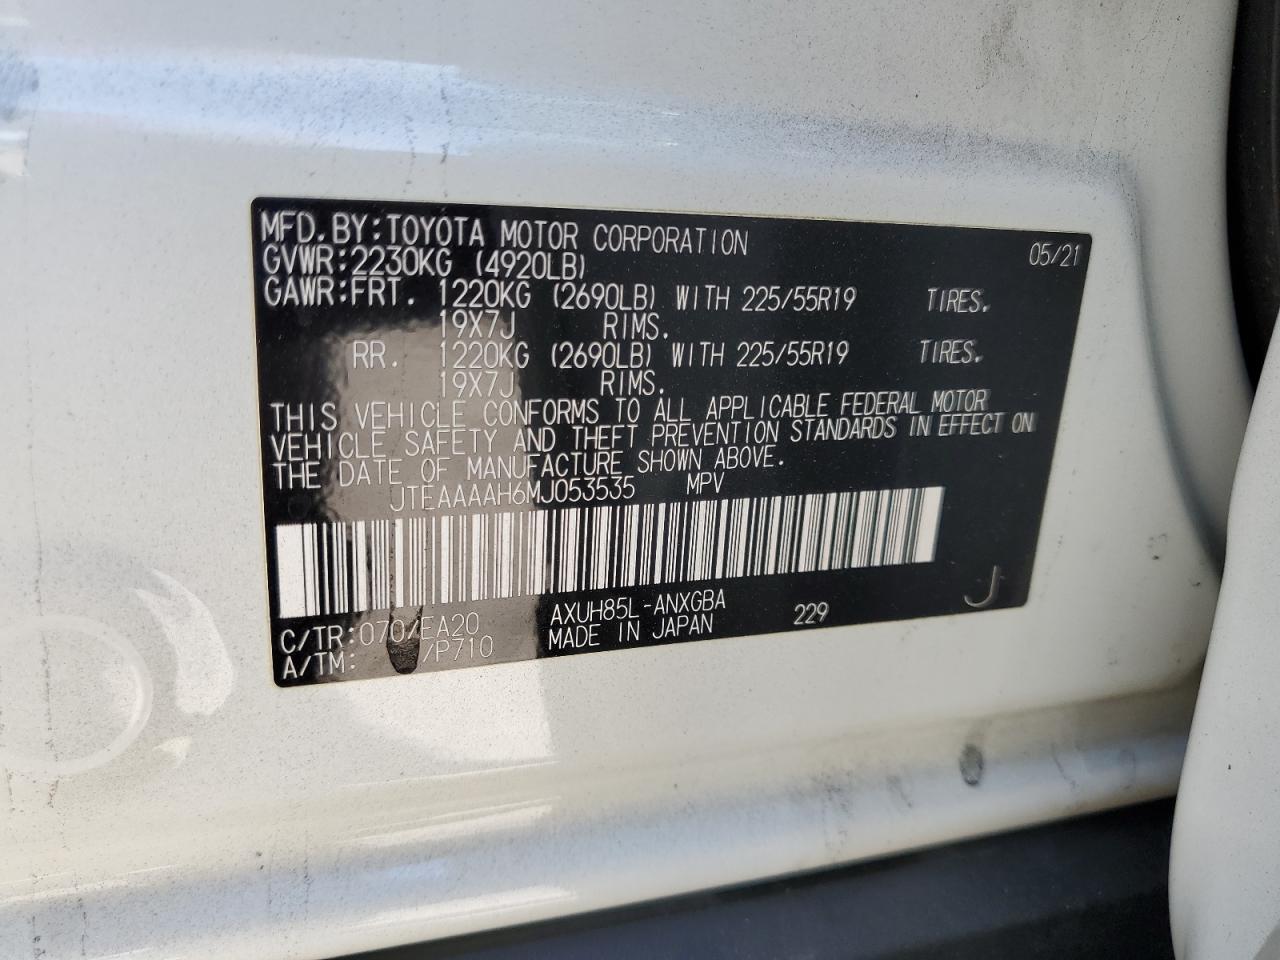 MFD. BY: TOYOTA MOTOR CORPORATION 05/21
GVWR: 2230KG (4920LB)
GAWR: FRT. 1220KG (2690LB) WITH 225/55R19 TIRES.
19X7J RIMS.
RR. 1220KG (2690LB) WITH 225/55R19 TIRES.
19X7J RIMS.
THIS VEHICLE CONFORMS TO ALL APPLICABLE FEDERAL MOTOR
VEHICLE SAFETY AND THEFT PREVENTION STANDARDS IN EFFECT ON
THE DATE OF MANUFACTURE SHOWN ABOVE.
JTEAAAAH6MJ053535 MPV
C/TR: 070/EA20 AXUH85L-ANXGBA 229 J
A/TM: /P710 MADE IN JAPAN